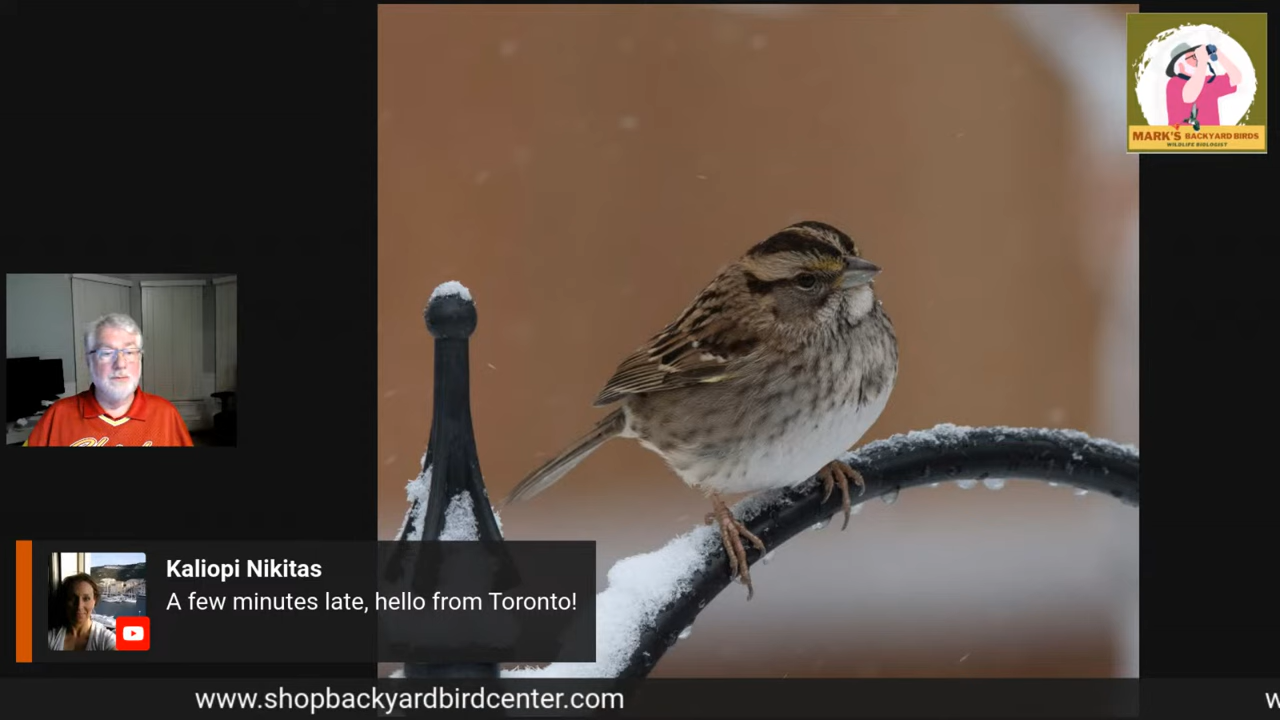 MARK'S BACKYARD BIRDS
WILDLIFE BIOLOGIST
Kaliopi Nikitas
A few minutes late, hello from Toronto!
www.shopbackyardbirdcenter.com